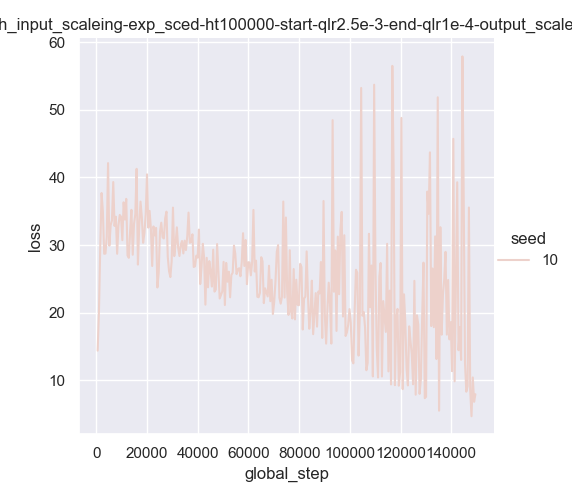 h_input_scaleing-exp_sced-ht100000-start-qlr2.5e-3-end-qlr1e-4-output_scale
60
50
40
30
20
10
loss
seed
10
0 20000 40000 60000 80000 100000 120000 140000
global_step